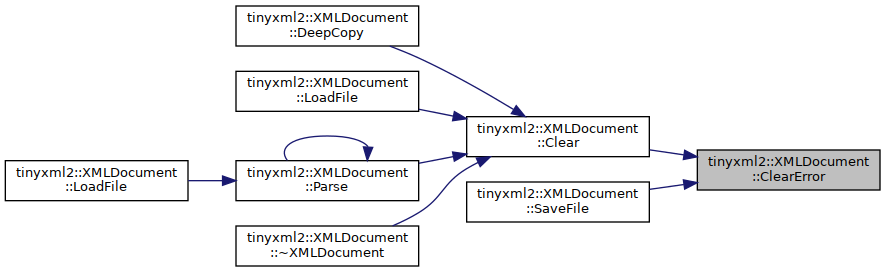 tinyxml2::XMLDocument
::DeepCopy
tinyxml2::XMLDocument
::LoadFile
tinyxml2::XMLDocument
::Clear
tinyxml2::XMLDocument
::ClearError
tinyxml2::XMLDocument
::LoadFile
tinyxml2::XMLDocument
::Parse
tinyxml2::XMLDocument
::SaveFile
tinyxml2::XMLDocument
::~XMLDocument